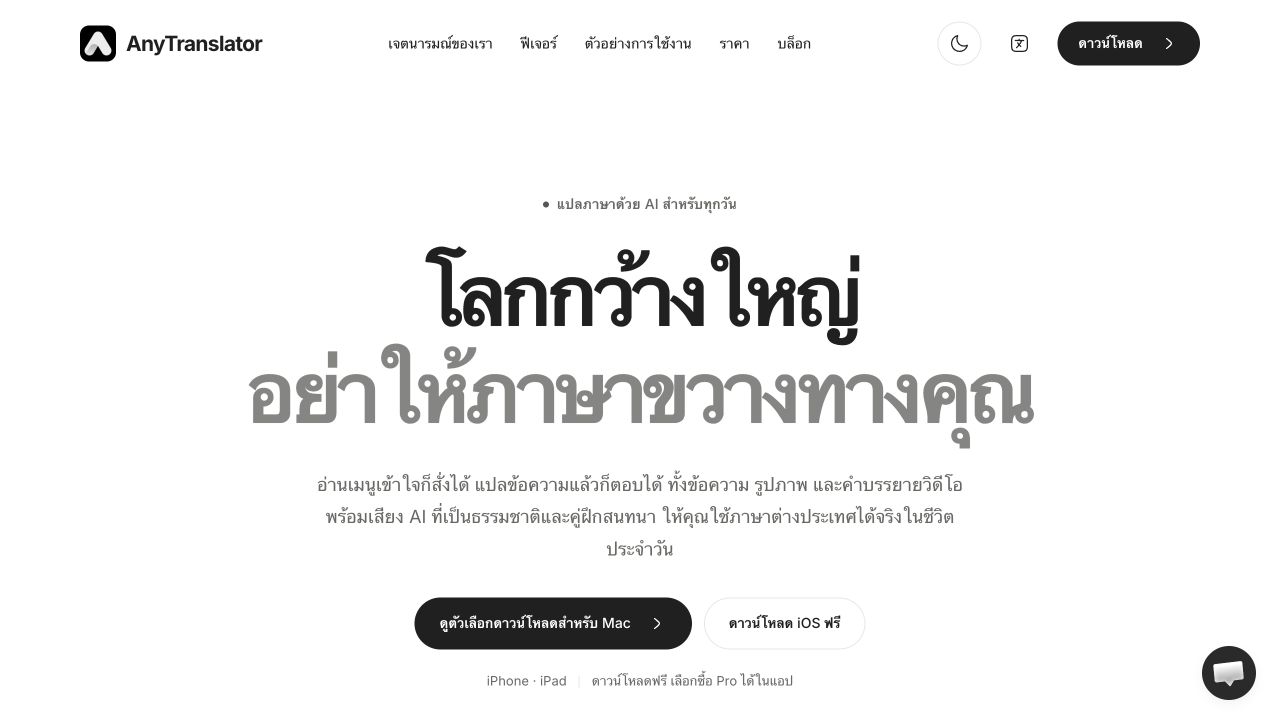 AnyTranslator
เจตนารมณ์ของเรา
ฟีเจอร์
ตัวอย่างการใช้งาน
ราคา
บล็อก
ดาวน์โหลด
แปลภาษาด้วย AI สำหรับทุกวัน
โลกกว้างใหญ่
อย่าให้ภาษาขวางทางคุณ
อ่านเมนูเข้าใจก็สั่งได้ แปลข้อความแล้วก็ตอบได้ ทั้งข้อความ รูปภาพ และคำบรรยายวิดีโอ
พร้อมเสียง AI ที่เป็นธรรมชาติและคู่ฝึกสนทนา ให้คุณใช้ภาษาต่างประเทศได้จริงในชีวิต
ประจำวัน
ดูตัวเลือกดาวน์โหลดสำหรับ Mac
ดาวน์โหลด iOS ฟรี
iPhone · iPad
ดาวน์โหลดฟรี เลือกซื้อ Pro ได้ในแอป